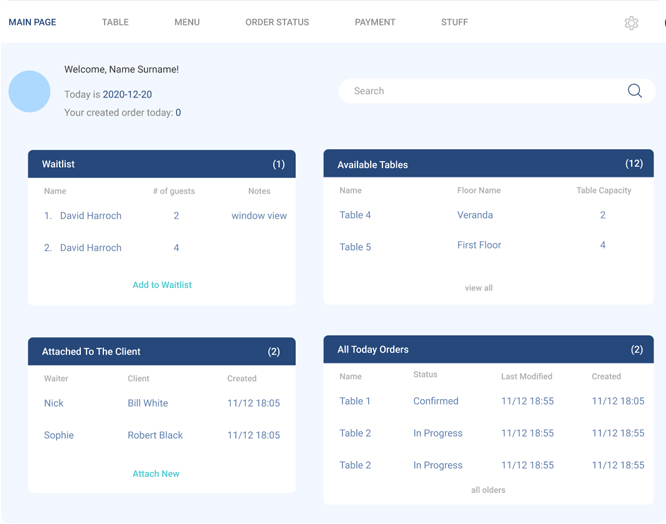 MAIN PAGE TABLE MENU ORDER STATUS PAYMENT STUFF
Welcome, Name Surname!
Today is 2020-12-20
Your created order today: 0
Search
Waitlist (1)
Name # of guests Notes
1. David Harroch 2 window view
2. David Harroch 4
Add to Waitlist
Available Tables (12)
Name Floor Name Table Capacity
Table 4 Veranda 2
Table 5 First Floor 4
view all
Attached To The Client (2)
Waiter Client Created
Nick Bill White 11/12 18:05
Sophie Robert Black 11/12 18:05
Attach New
All Today Orders (2)
Name Status Last Modified Created
Table 1 Confirmed 11/12 18:55 11/12 18:05
Table 2 In Progress 11/12 18:55 11/12 18:55
Table 2 In Progress 11/12 18:55 11/12 18:55
all olders